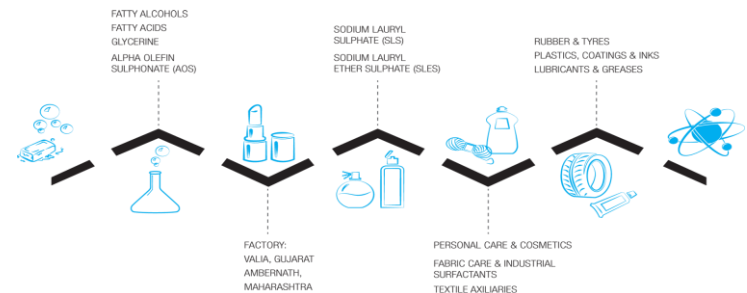 FATTY ALCOHOLS
FATTY ACIDS
GLYCERINE
ALPHA OLEFIN
SULPHONATE (AOS)
SODIUM LAURYL
SULPHATE (SLS)
SODIUM LAURYL
ETHER SULPHATE (SLES)
RUBBER & TYRES
PLASTICS, COATINGS & INKS
LUBRICANTS & GREASES
FACTORY:
VALIA, GUJARAT
AMBERNATH,
MAHARASHTRA
PERSONAL CARE & COSMETICS
FABRIC CARE & INDUSTRIAL
SURFACTANTS
TEXTILE AXILIARIES